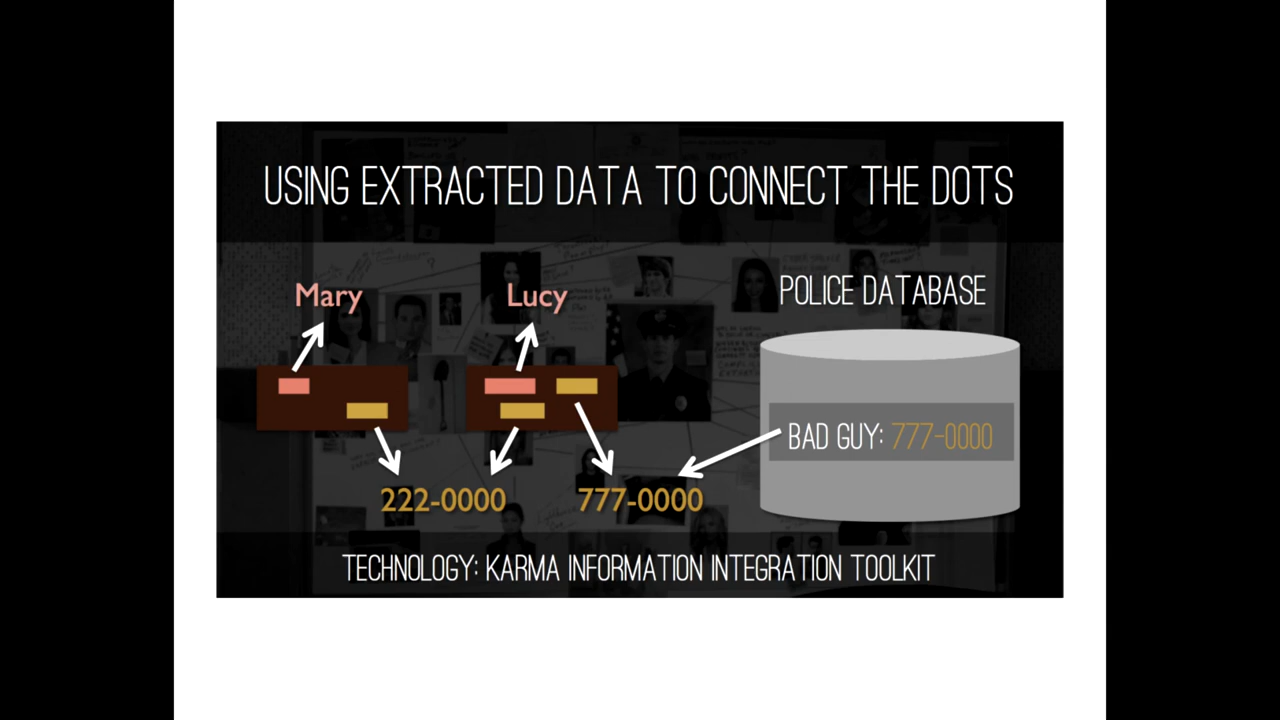 USING EXTRACTED DATA TO CONNECT THE DOTS
Mary
Lucy
POLICE DATABASE
BAD GUY: 777-0000
222-0000
777-0000
TECHNOLOGY: KARMA INFORMATION INTEGRATION TOOLKIT